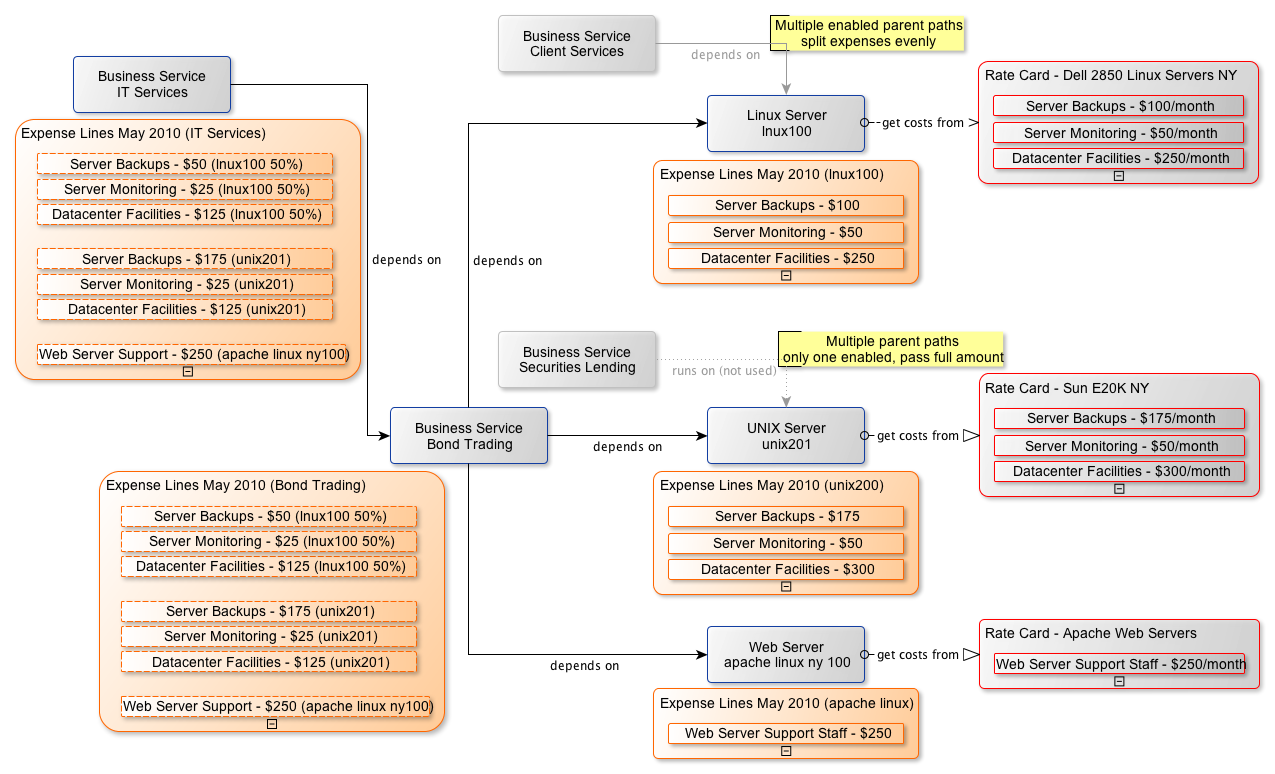 Business Service
Client Services
Multiple enabled parent paths
split expenses evenly
depends on
Business Service
IT Services
Expense Lines May 2010 (IT Services)
Server Backups - $50 (lnux100 50%)
Server Monitoring - $25 (lnux100 50%)
Datacenter Facilities - $125 (lnux100 50%)
Server Backups - $175 (unix201)
Server Monitoring - $25 (unix201)
Datacenter Facilities - $125 (unix201)
Web Server Support - $250 (apache linux ny100)
depends on
depends on
Linux Server
lnux100
get costs from
Rate Card - Dell 2850 Linux Servers NY
Server Backups - $100/month
Server Monitoring - $50/month
Datacenter Facilities - $250/month
Expense Lines May 2010 (lnux100)
Server Backups - $100
Server Monitoring - $50
Datacenter Facilities - $250
Business Service
Securities Lending
Multiple parent paths
only one enabled, pass full amount
runs on (not used)
Business Service
Bond Trading
depends on
UNIX Server
unix201
get costs from
Rate Card - Sun E20K NY
Server Backups - $175/month
Server Monitoring - $50/month
Datacenter Facilities - $300/month
Expense Lines May 2010 (Bond Trading)
Server Backups - $50 (lnux100 50%)
Server Monitoring - $25 (lnux100 50%)
Datacenter Facilities - $125 (lnux100 50%)
Server Backups - $175 (unix201)
Server Monitoring - $25 (unix201)
Datacenter Facilities - $125 (unix201)
Web Server Support - $250 (apache linux ny100)
Expense Lines May 2010 (unix200)
Server Backups - $175
Server Monitoring - $50
Datacenter Facilities - $300
depends on
Web Server
apache linux ny 100
get costs from
Rate Card - Apache Web Servers
Web Server Support Staff - $250/month
Expense Lines May 2010 (apache linux)
Web Server Support Staff - $250